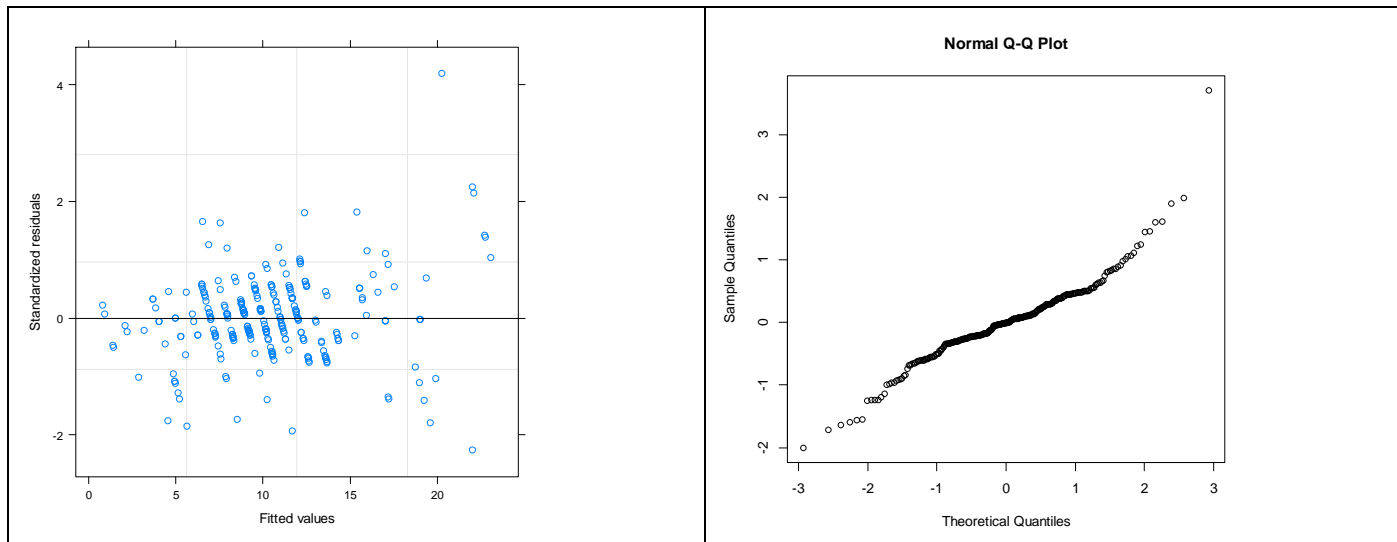 4
2
0
-2
Standardized residuals
0 5 10 15 20
Fitted values
Normal Q-Q Plot
3
2
1
0
-1
-2
Sample Quantiles
-3 -2 -1 0 1 2 3
Theoretical Quantiles